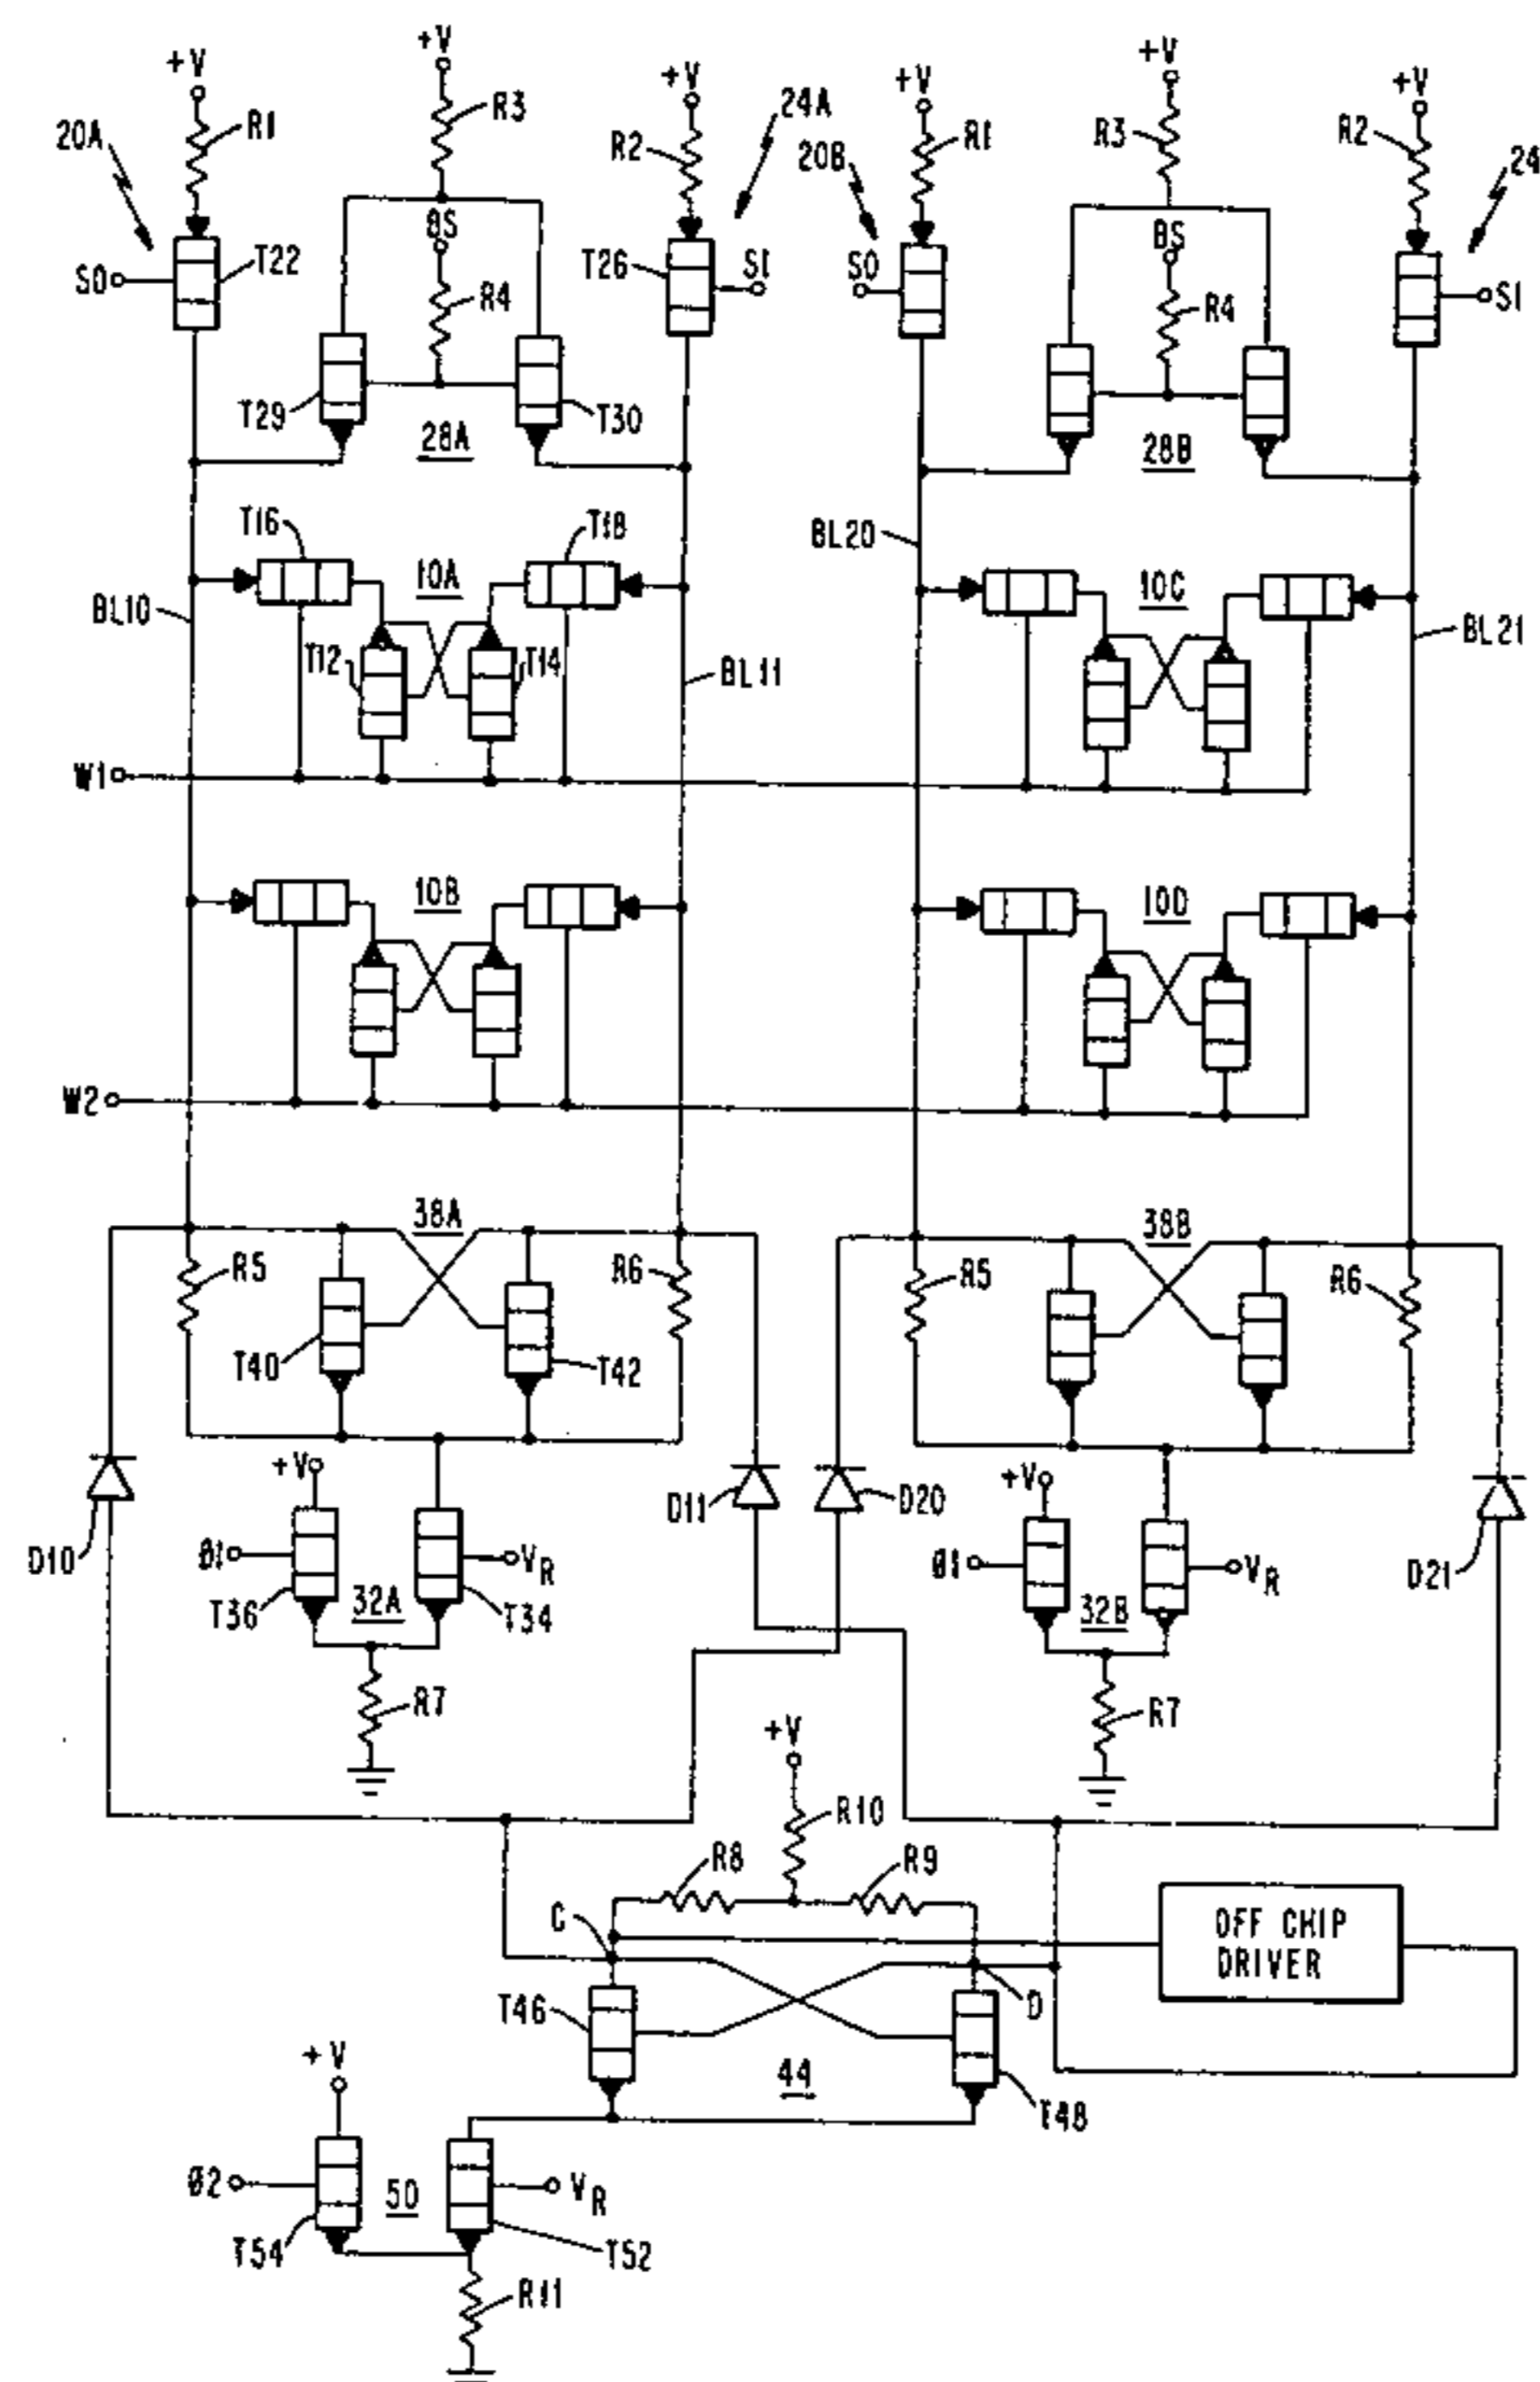 +V
+V
+V
+V
+V
+V
20A
R1
R3
R2
24A
20B
R1
R3
R2
24
BS
BS
S0
T22
R4
T26
S1
S0
R4
S1
T29
28A
T30
28B
T16
10A
T18
BL20
10C
BL10
T12
T14
BL11
BL21
W1
10B
10D
W2
38A
38B
R5
R6
R5
R6
T40
T42
+V
+V
D10
Ø1
T36
32A
VR
T34
D11
D20
Ø1
32B
VR
D21
R7
R7
+V
R10
R8
R9
C
OFF CHIP
DRIVER
T46
D
+V
44
T48
Ø2
50
VR
T54
T52
R11